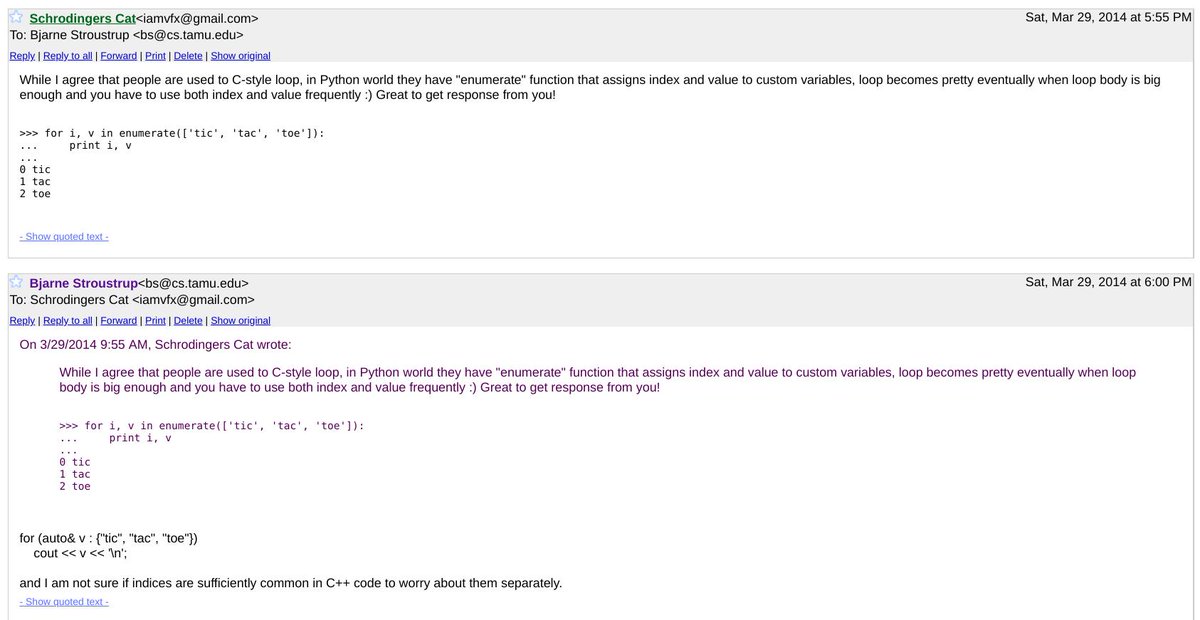 Schrodingers Cat<iamvfx@gmail.com> Sat, Mar 29, 2014 at 5:55 PM
To: Bjarne Stroustrup <bs@cs.tamu.edu>
Reply | Reply to all | Forward | Print | Delete | Show original
While I agree that people are used to C-style loop, in Python world they have "enumerate" function that assigns index and value to custom variables, loop becomes pretty eventually when loop body is big
enough and you have to use both index and value frequently :) Great to get response from you!
>>> for i, v in enumerate(['tic', 'tac', 'toe']):
...     print i, v
...
0 tic
1 tac
2 toe
- Show quoted text -
Bjarne Stroustrup<bs@cs.tamu.edu> Sat, Mar 29, 2014 at 6:00 PM
To: Schrodingers Cat <iamvfx@gmail.com>
Reply | Reply to all | Forward | Print | Delete | Show original
On 3/29/2014 9:55 AM, Schrodingers Cat wrote:
While I agree that people are used to C-style loop, in Python world they have "enumerate" function that assigns index and value to custom variables, loop becomes pretty eventually when loop
body is big enough and you have to use both index and value frequently :) Great to get response from you!
>>> for i, v in enumerate(['tic', 'tac', 'toe']):
...     print i, v
...
0 tic
1 tac
2 toe
for (auto& v : {"tic", "tac", "toe"})
    cout << v << '\n';
and I am not sure if indices are sufficiently common in C++ code to worry about them separately.
- Show quoted text -